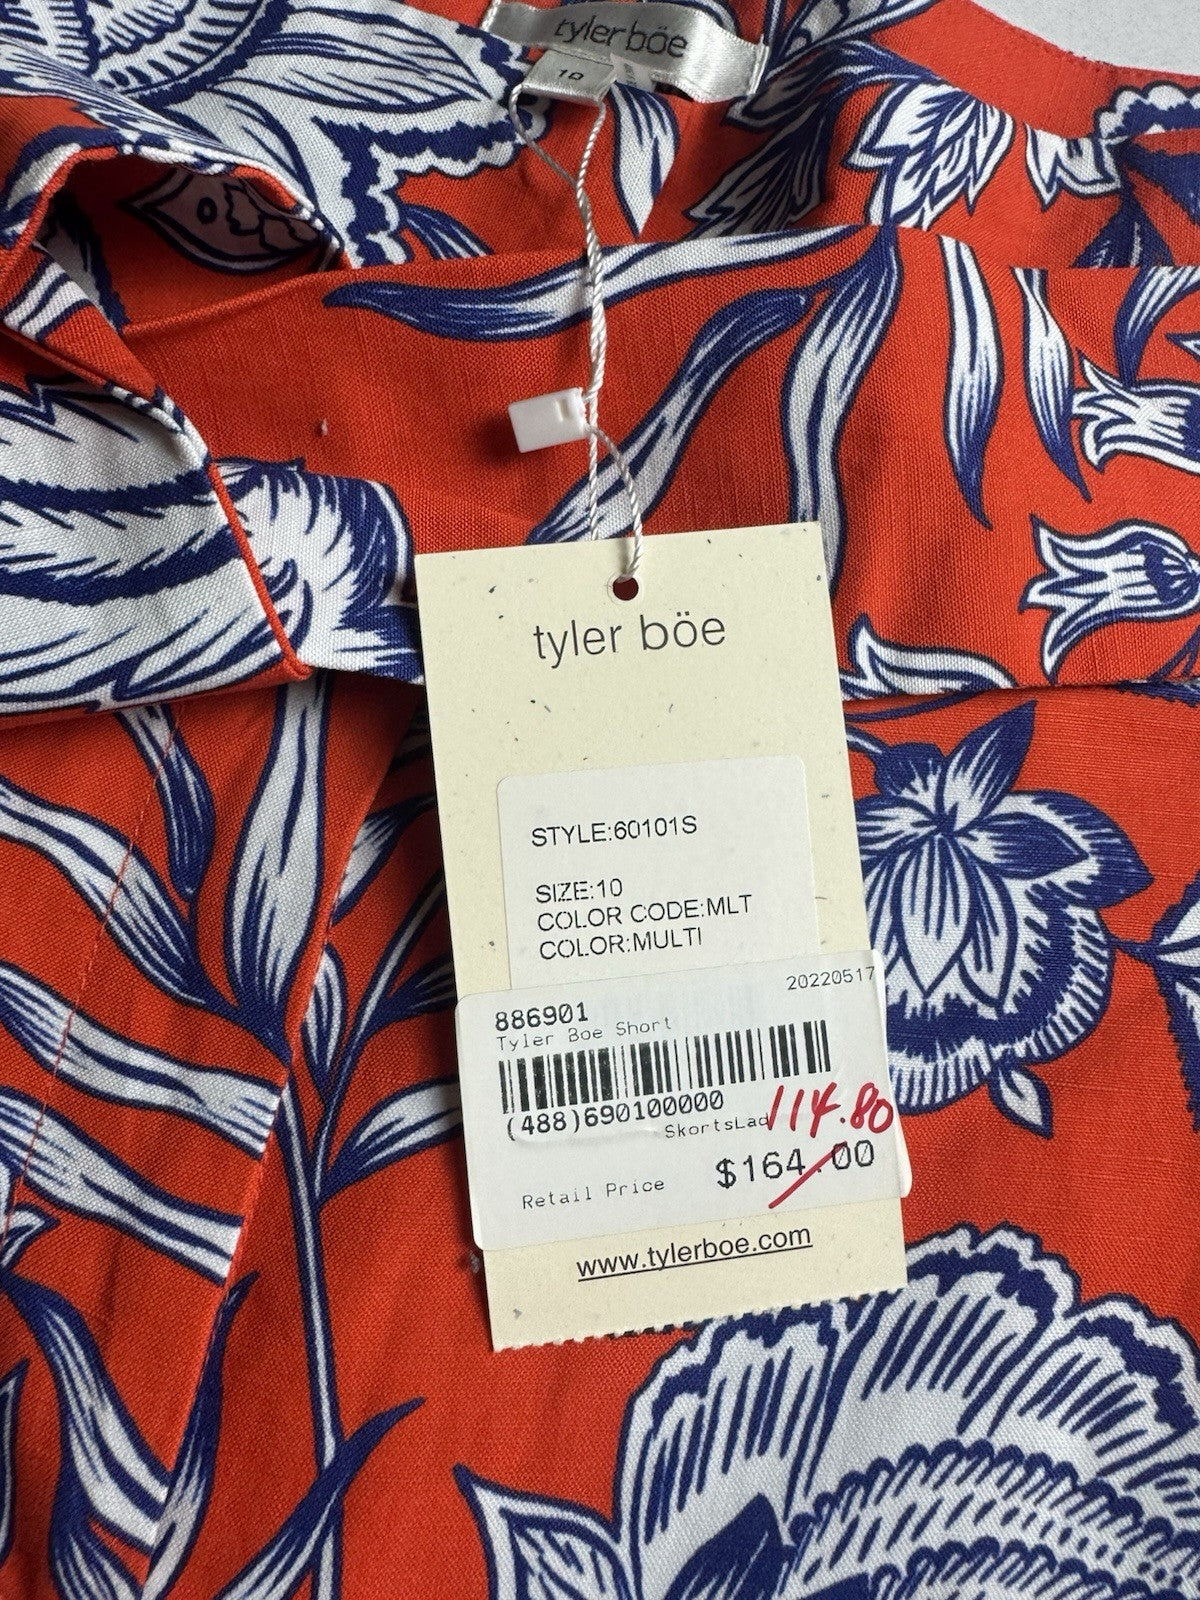 tyler böe
10
tyler böe
STYLE:60101S
SIZE:10
COLOR CODE:MLT
COLOR:MULTI
20220517
886901
Tyler Boe Short
(488)690100000
SkortsLad
114.80
$164.00
Retail Price
www.tylerboe.com